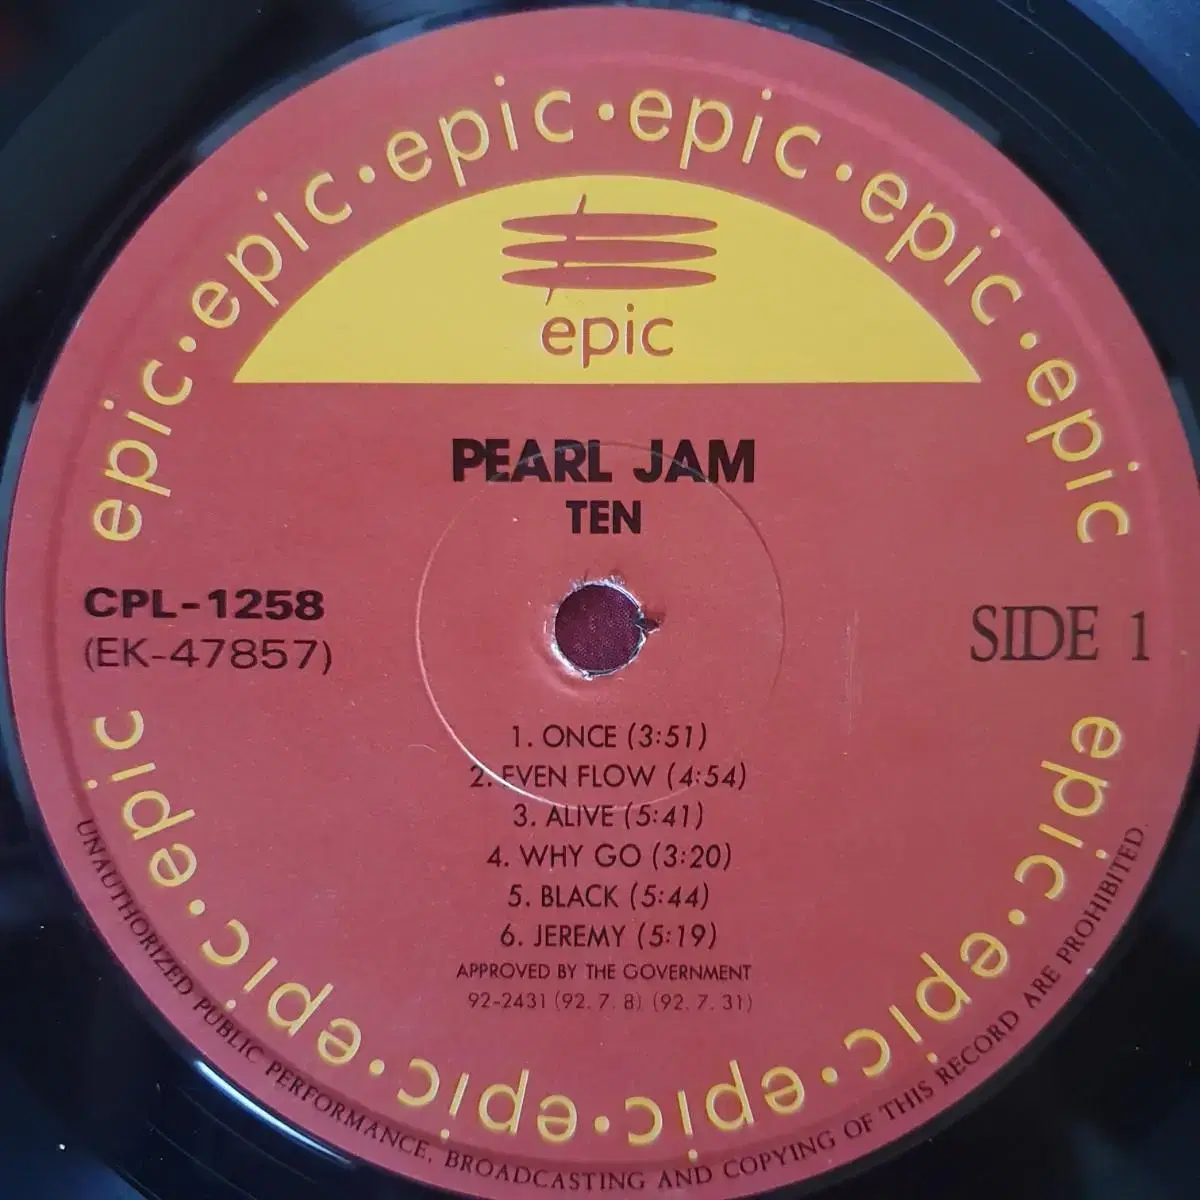 epic·epic·epic·epic·epic·epic
epic
PEARL JAM
TEN
CPL-1258
(EK-47857)
SIDE 1
1. ONCE (3:51)
2. EVEN FLOW (4:54)
3. ALIVE (5:41)
4. WHY GO (3:20)
5. BLACK (5:44)
6. JEREMY (5:19)
APPROVED BY THE GOVERNMENT
92-2431 (92. 7. 8) (92. 7. 31)
epic·epic·epic·epic·epic·epic
UNAUTHORIZED PUBLIC PERFORMANCE, BROADCASTING AND COPYING OF THIS RECORD ARE PROHIBITED.